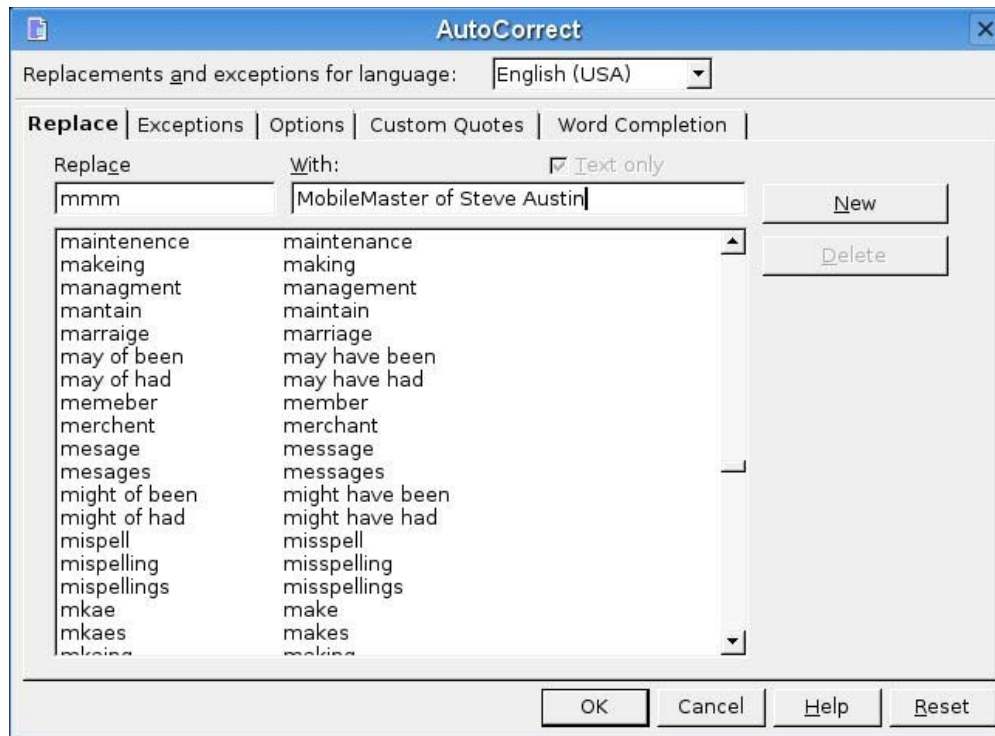 AutoCorrect
Replacements and exceptions for language: English (USA)
Replace Exceptions Options Custom Quotes Word Completion
Replace With: Text only
mmm MobileMaster of Steve Austin New
maintenence maintenance
Delete
makeing making
managment management
mantain maintain
marraige marriage
may of been may have been
may of had may have had
memeber member
merchent merchant
mesage message
mesages messages
might of been might have been
might of had might have had
mispell misspell
mispelling misspelling
mispellings misspellings
mkae make
mkaes makes
mkaing making
OK Cancel Help Reset